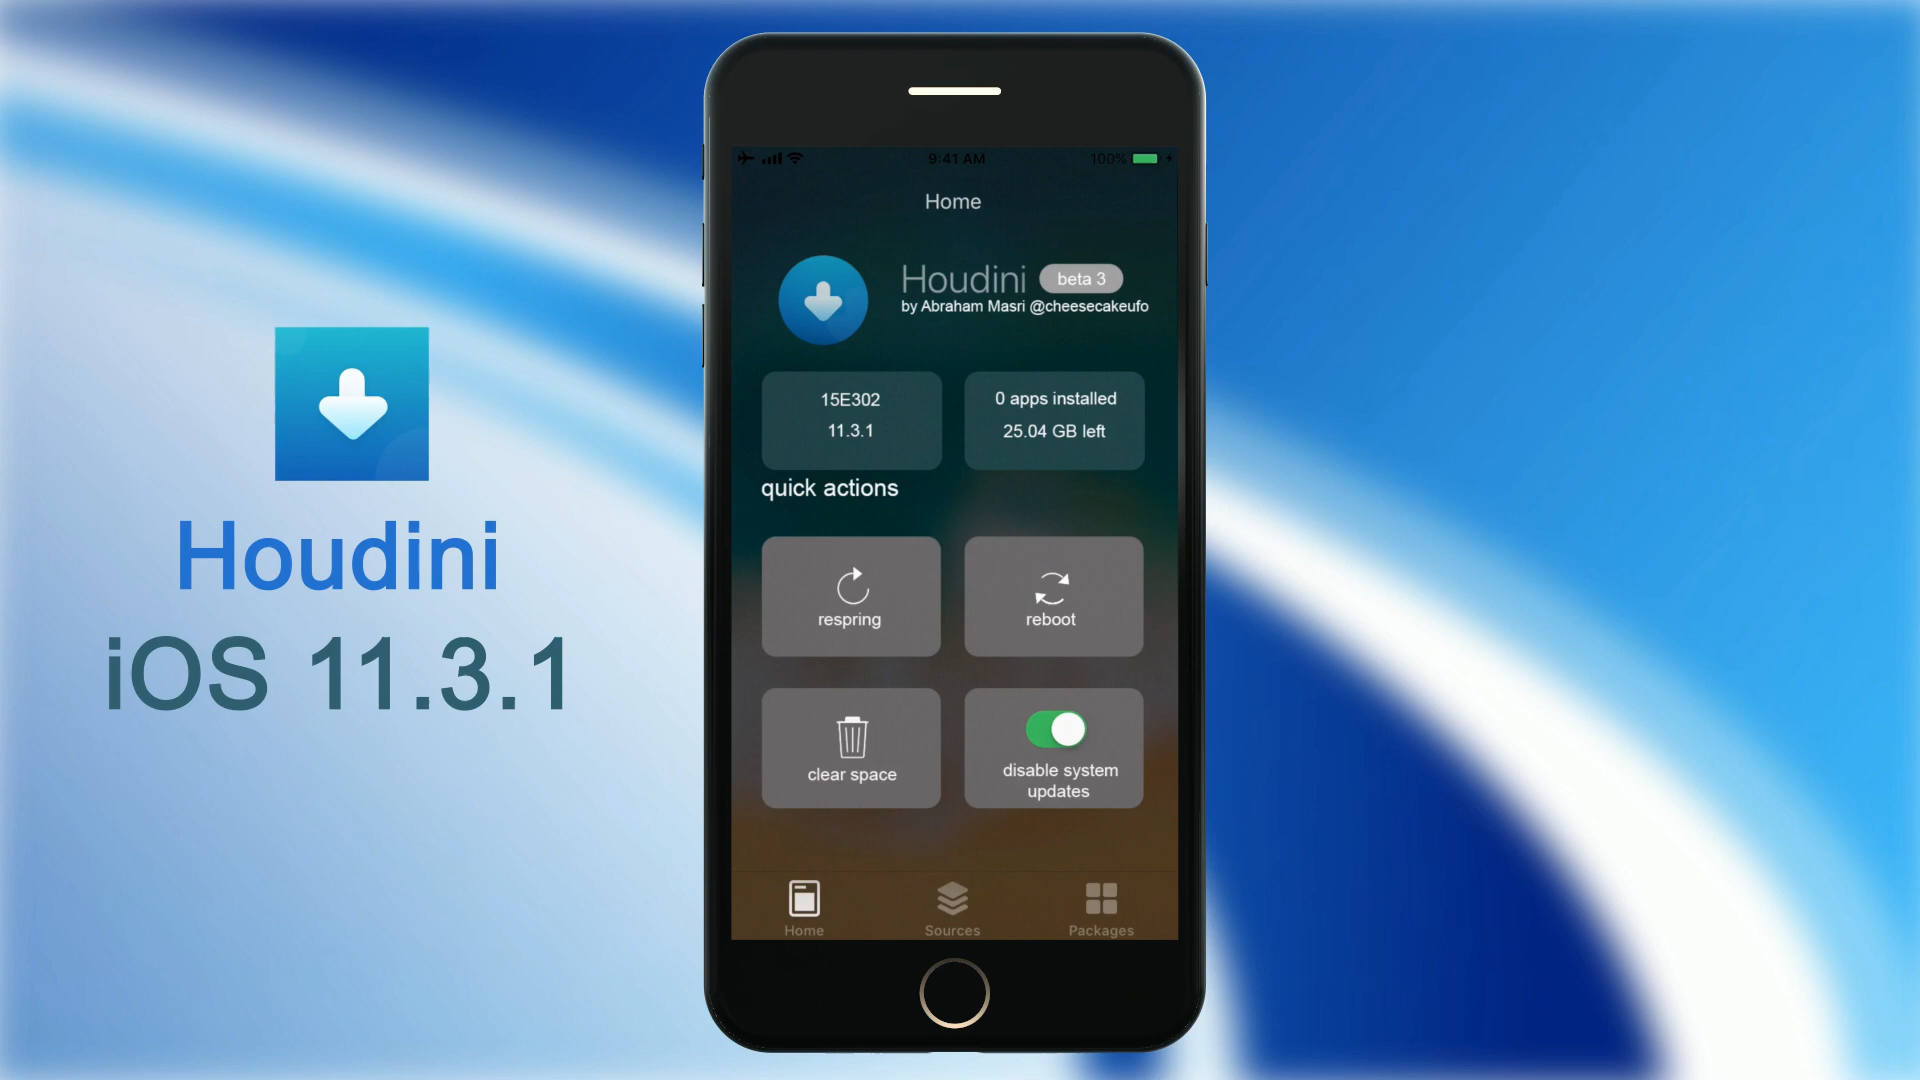 Houdini
iOS 11.3.1
9:41 AM
100%
Home
Houdini beta 3
by Abraham Masri @cheesecakeufo
15E302
11.3.1
0 apps installed
25.04 GB left
quick actions
respring
reboot
clear space
disable system
updates
Home
Sources
Packages